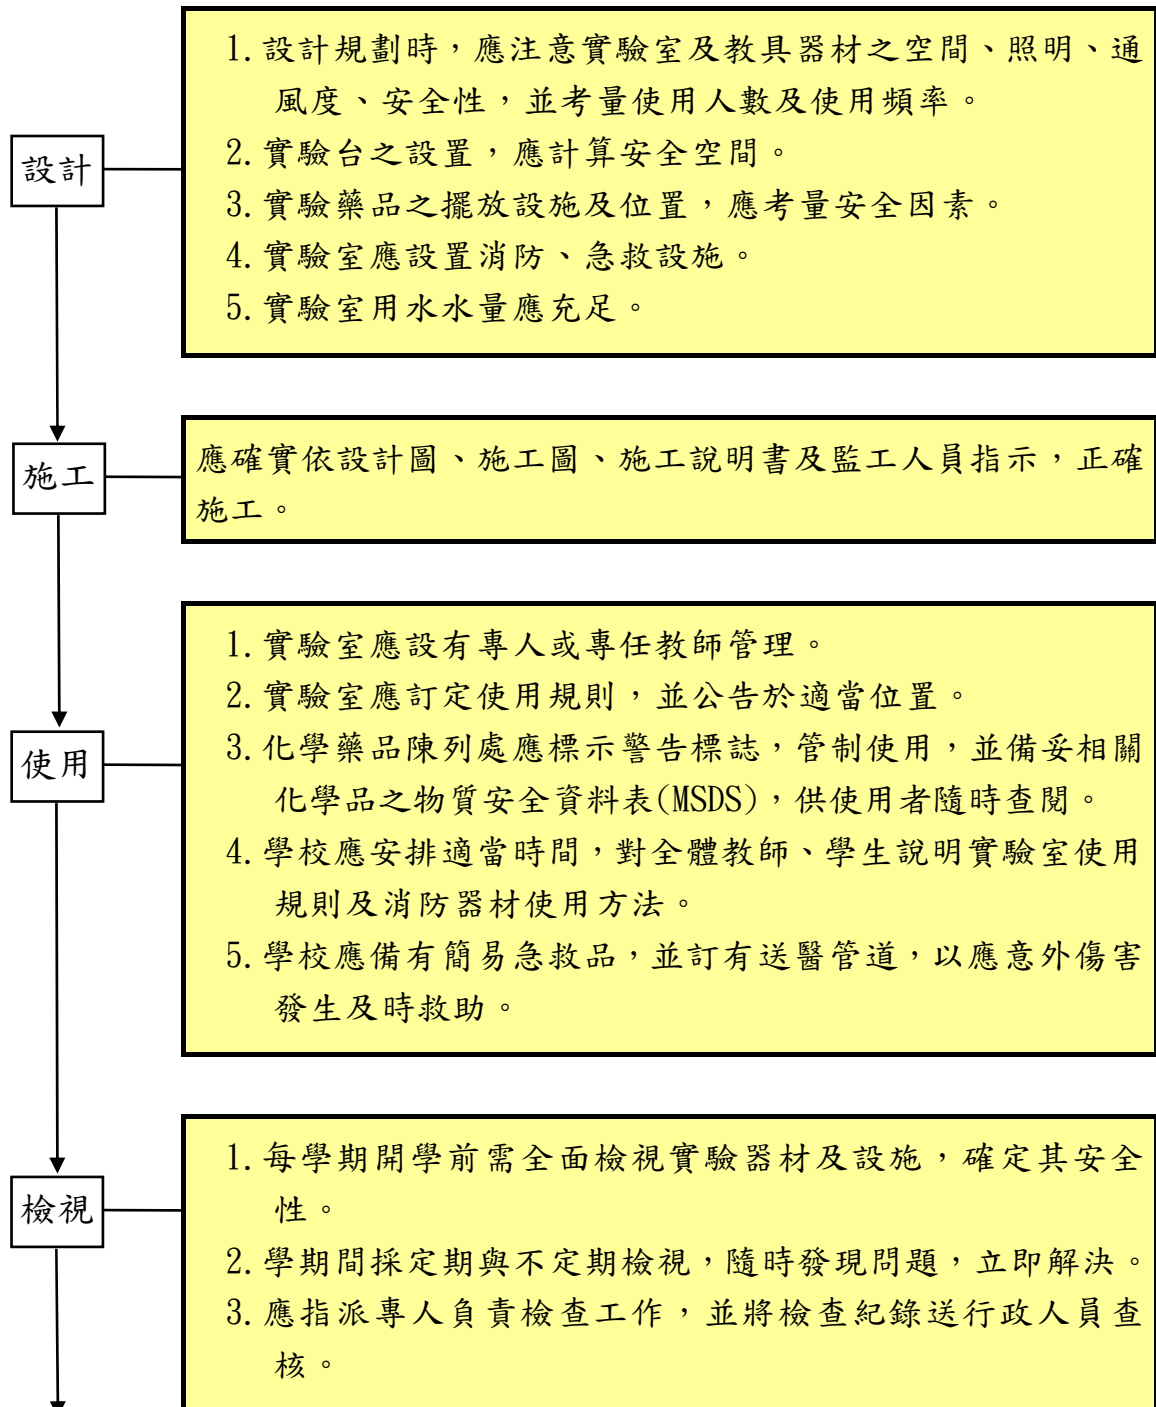 設計
1. 設計規劃時，應注意實驗室及教具器材之空間、照明、通
風度、安全性，並考量使用人數及使用頻率。
2. 實驗台之設置，應計算安全空間。
3. 實驗藥品之擺放設施及位置，應考量安全因素。
4. 實驗室應設置消防、急救設施。
5. 實驗室用水水量應充足。
施工
應確實依設計圖、施工圖、施工說明書及監工人員指示，正確
施工。
使用
1. 實驗室應設有專人或專任教師管理。
2. 實驗室應訂定使用規則，並公告於適當位置。
3. 化學藥品陳列處應標示警告標誌，管制使用，並備妥相關
化學品之物質安全資料表(MSDS)，供使用者隨時查閱。
4. 學校應安排適當時間，對全體教師、學生說明實驗室使用
規則及消防器材使用方法。
5. 學校應備有簡易急救品，並訂有送醫管道，以應意外傷害
發生及時救助。
檢視
1. 每學期開學前需全面檢視實驗器材及設施，確定其安全
性。
2. 學期間採定期與不定期檢視，隨時發現問題，立即解決。
3. 應指派專人負責檢查工作，並將檢查紀錄送行政人員查
核。